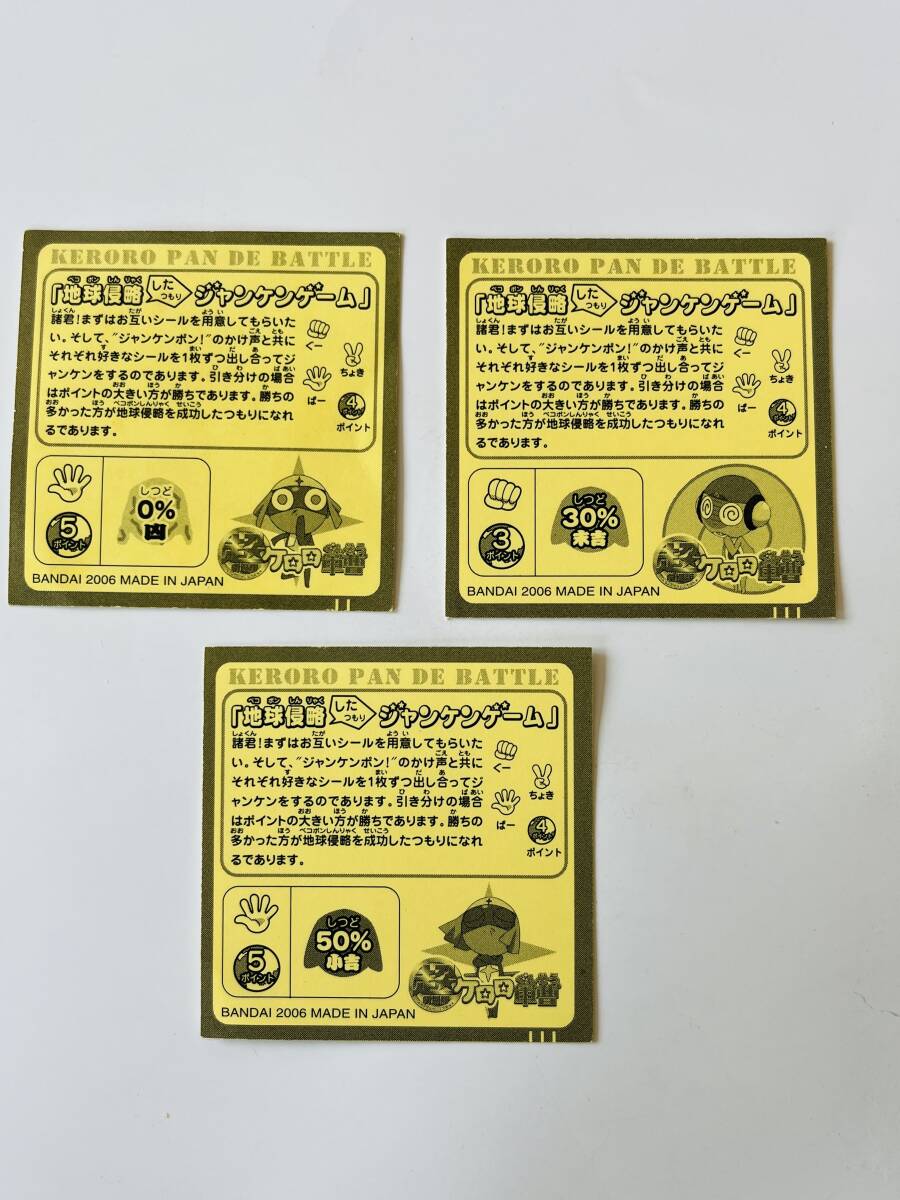 KERORO PAN DE BATTLE
「地球侵略したつもりジャンケンゲーム」
諸君!まずはお互いシールを用意してもらいた
い。そして、"ジャンケンポン!"のかけ声と共に
それぞれ好きなシールを1枚ずつ出し合ってジ
ャンケンをするのであります。引き分けの場合
はポイントの大きい方が勝ちであります。勝ちの
多かった方が地球侵略を成功したつもりになれ
るであります。
ぐー
ちょき
ぱー
4
ポイント
5
ポイント
しつど
0%
凶
ケロロ軍曹
BANDAI 2006 MADE IN JAPAN
KERORO PAN DE BATTLE
「地球侵略したつもりジャンケンゲーム」
諸君!まずはお互いシールを用意してもらいた
い。そして、"ジャンケンポン!"のかけ声と共に
それぞれ好きなシールを1枚ずつ出し合ってジ
ャンケンをするのであります。引き分けの場合
はポイントの大きい方が勝ちであります。勝ちの
多かった方が地球侵略を成功したつもりになれ
るであります。
ぐー
ちょき
ぱー
4
ポイント
3
ポイント
しつど
30%
末吉
ケロロ軍曹
BANDAI 2006 MADE IN JAPAN
KERORO PAN DE BATTLE
「地球侵略したつもりジャンケンゲーム」
諸君!まずはお互いシールを用意してもらいた
い。そして、"ジャンケンポン!"のかけ声と共に
それぞれ好きなシールを1枚ずつ出し合ってジ
ャンケンをするのであります。引き分けの場合
はポイントの大きい方が勝ちであります。勝ちの
多かった方が地球侵略を成功したつもりになれ
るであります。
ぐー
ちょき
ぱー
4
ポイント
5
ポイント
しつど
50%
小吉
ケロロ軍曹
BANDAI 2006 MADE IN JAPAN